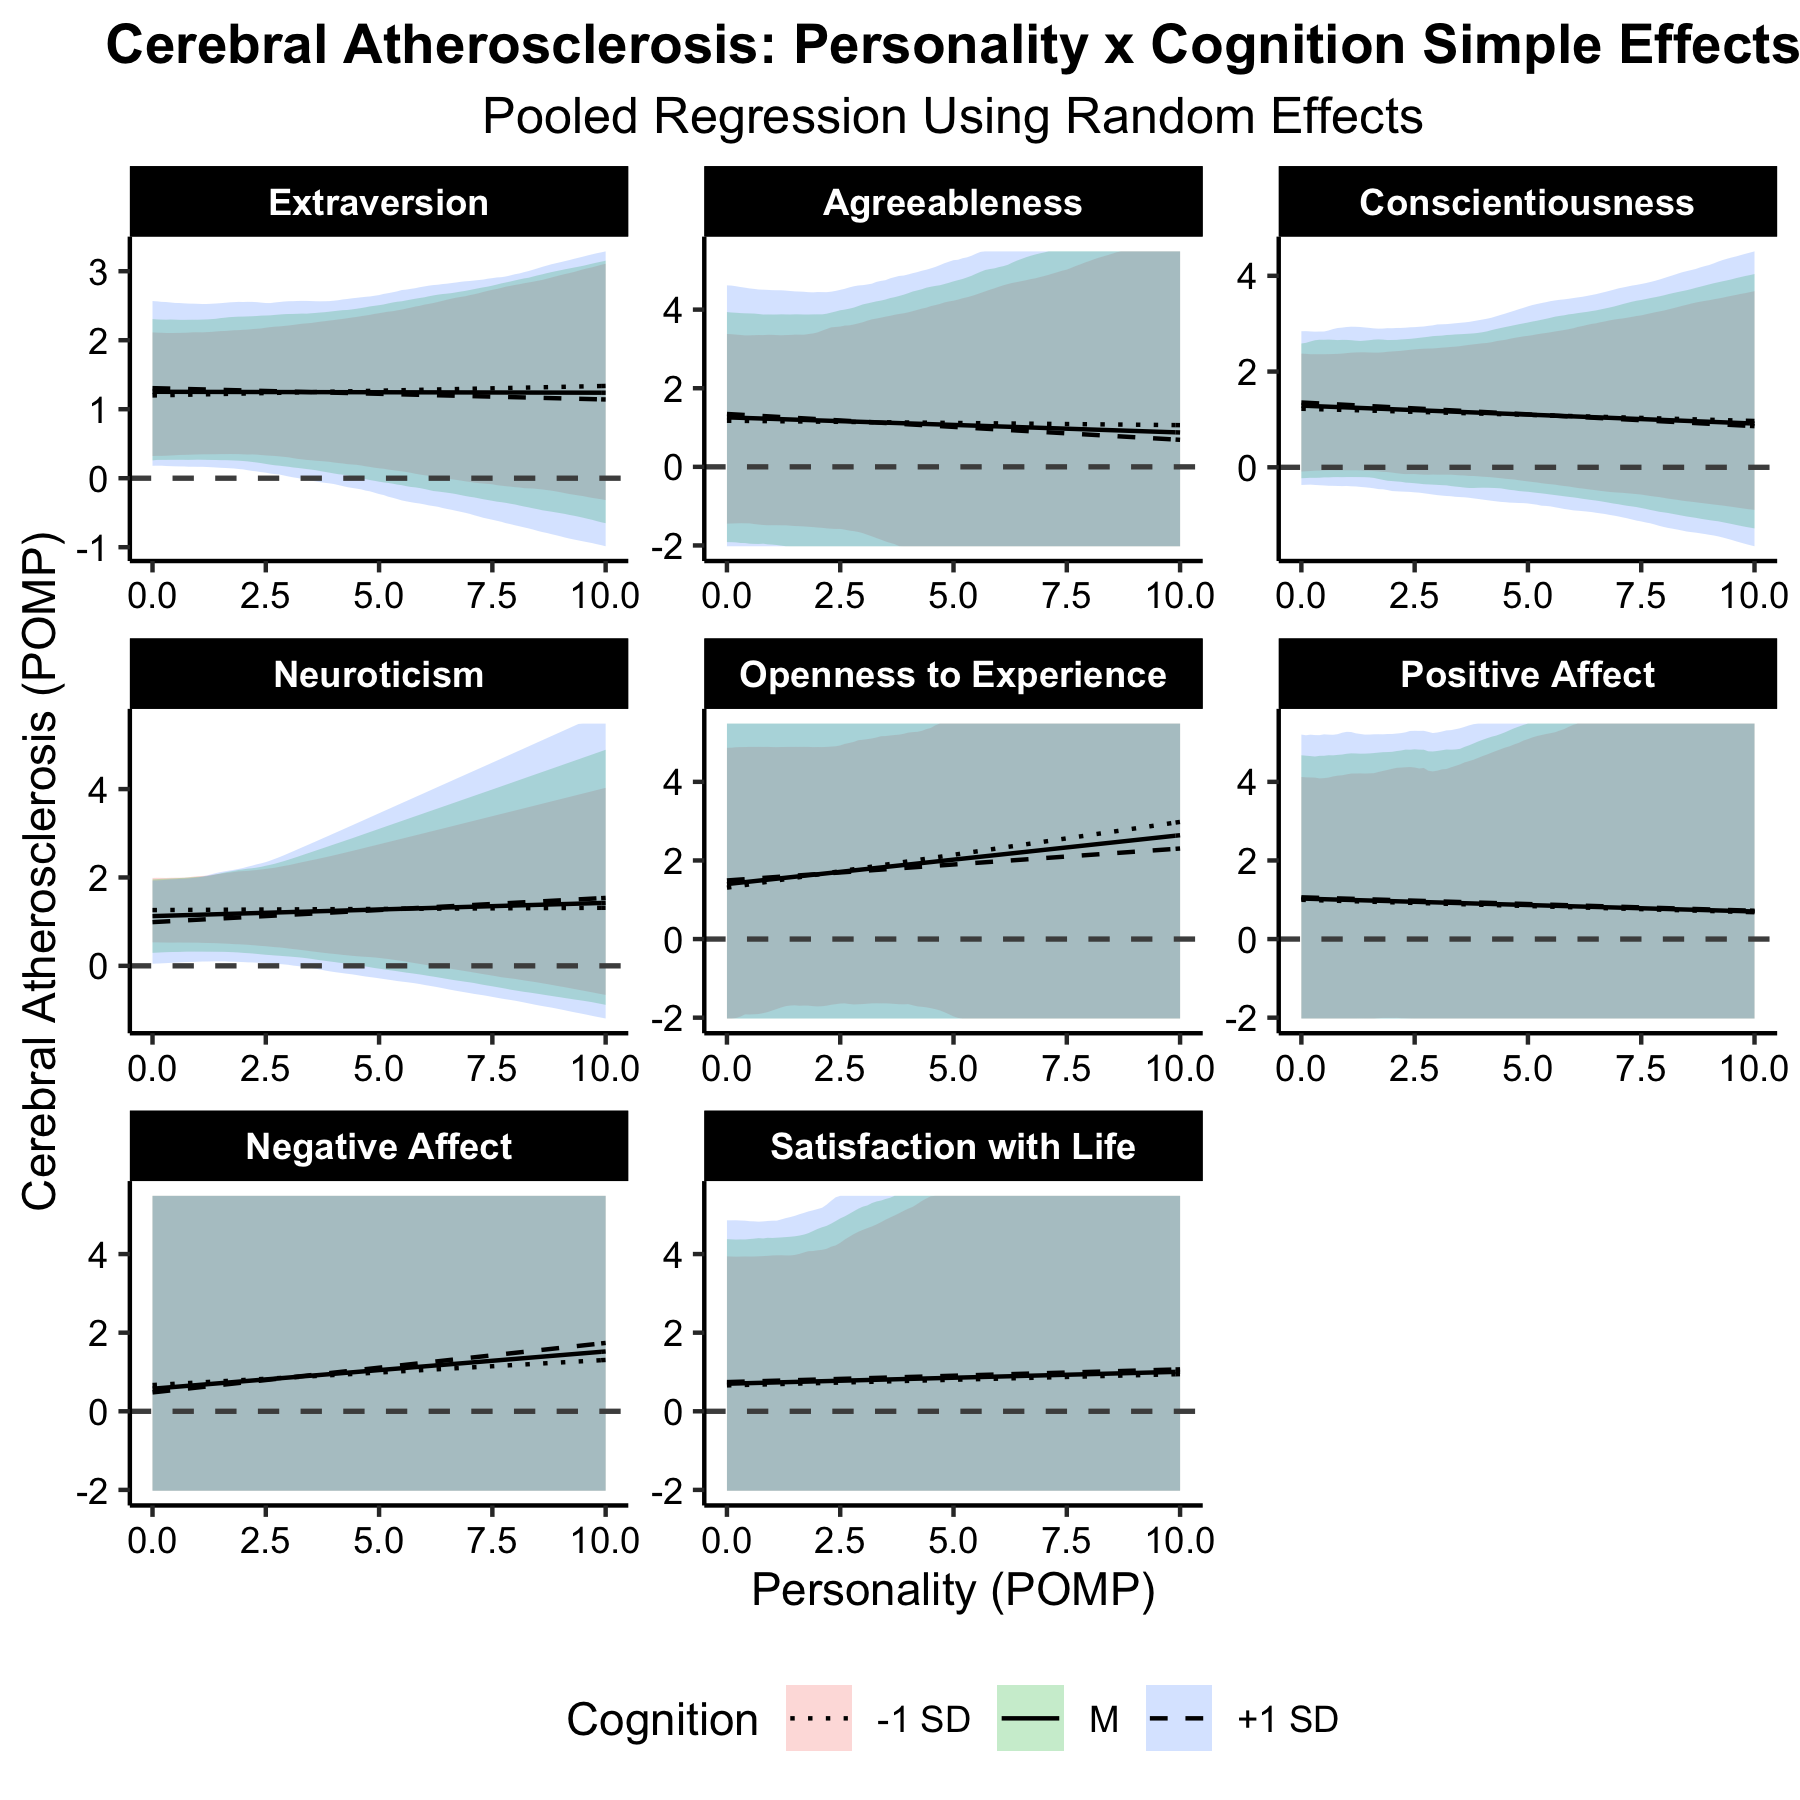 Cerebral Atherosclerosis: Personality x Cognition Simple Effects
Pooled Regression Using Random Effects
Cerebral Atherosclerosis (POMP)
Extraversion
3
2
1
0
-1
0.0 2.5 5.0 7.5 10.0
Agreeableness
4
2
0
-2
0.0 2.5 5.0 7.5 10.0
Conscientiousness
4
2
0
0.0 2.5 5.0 7.5 10.0
Neuroticism
4
2
0
0.0 2.5 5.0 7.5 10.0
Openness to Experience
4
2
0
-2
0.0 2.5 5.0 7.5 10.0
Positive Affect
4
2
0
-2
0.0 2.5 5.0 7.5 10.0
Negative Affect
4
2
0
-2
0.0 2.5 5.0 7.5 10.0
Satisfaction with Life
4
2
0
-2
0.0 2.5 5.0 7.5 10.0
Personality (POMP)
Cognition -1 SD M +1 SD